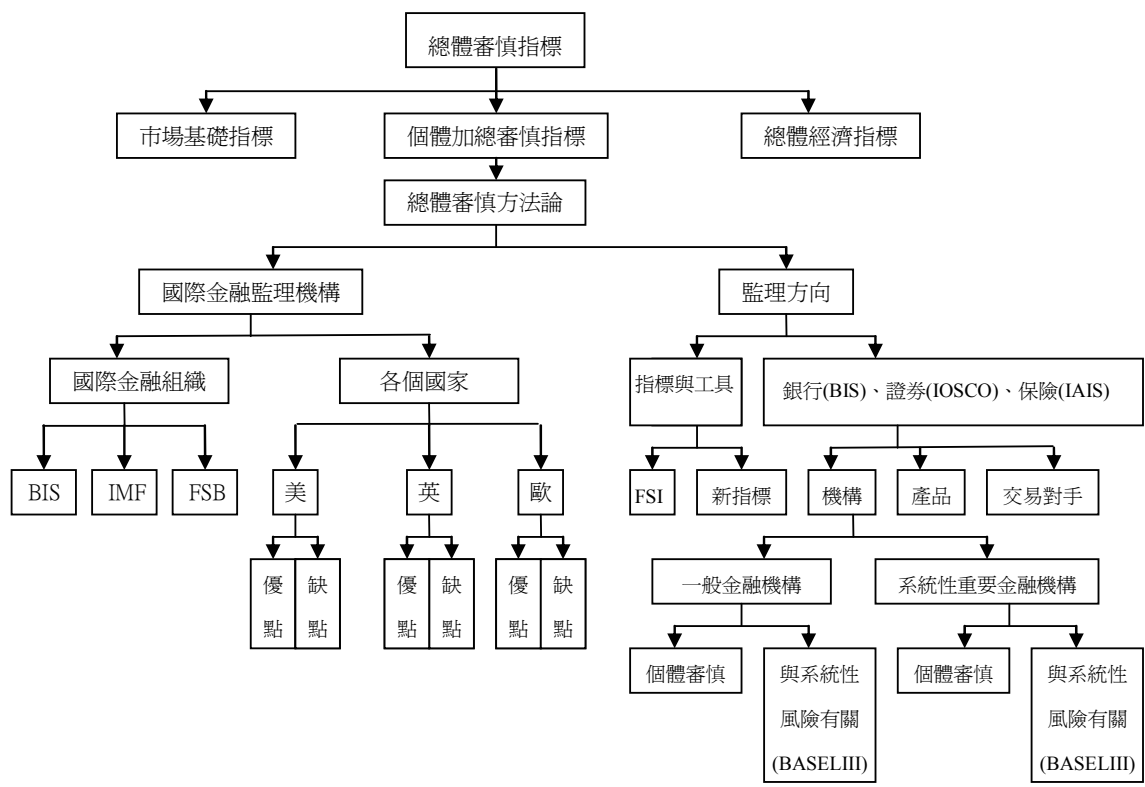 總體審慎指標
市場基礎指標
個體加總審慎指標
總體經濟指標
總體審慎方法論
國際金融監理機構
監理方向
國際金融組織
各個國家
指標與工具
銀行(BIS)、證券(IOSCO)、保險(IAIS)
BIS
IMF
FSB
美
英
歐
FSI
新指標
機構
產品
交易對手
優點
缺點
優點
缺點
優點
缺點
一般金融機構
系統性重要金融機構
個體審慎
與系統性
風險有關
(BASELIII)
個體審慎
與系統性
風險有關
(BASELIII)